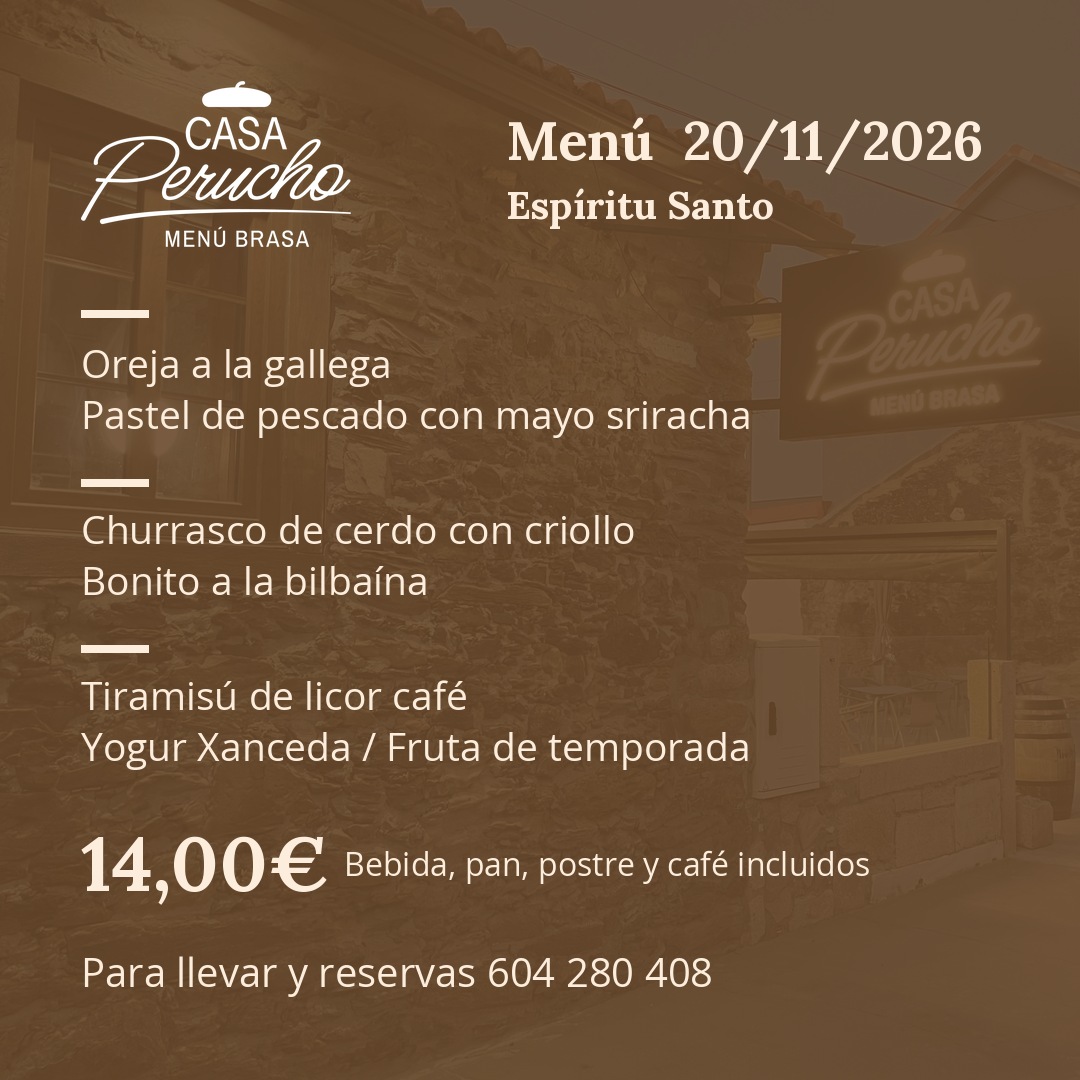 CASA
Perucho
MENÚ BRASA
Menú 20/11/2026
Espíritu Santo
CASA
Perucho
MENÚ BRASA
Oreja a la gallega
Pastel de pescado con mayo sriracha
Churrasco de cerdo con criollo
Bonito a la bilbaína
Tiramisú de licor café
Yogur Xanceda / Fruta de temporada
14,00€ Bebida, pan, postre y café incluidos
Para llevar y reservas 604 280 408